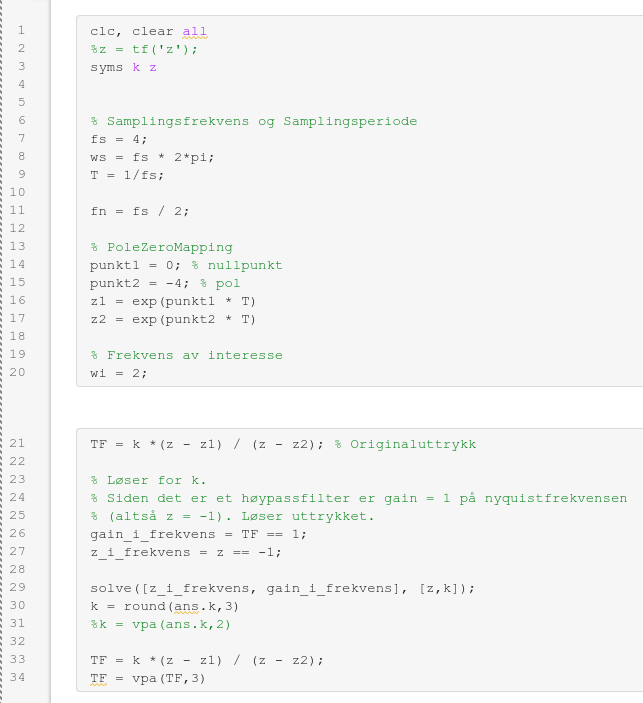 1 clc, clear all
2 %z = tf('z');
3 syms k z
4
5
6 % Samplingsfrekvens og Samplingsperiode
7 fs = 4;
8 ws = fs * 2*pi;
9 T = 1/fs;
10
11 fn = fs / 2;
12
13 % PoleZeroMapping
14 punkt1 = 0; % nullpunkt
15 punkt2 = -4; % pol
16 z1 = exp(punkt1 * T)
17 z2 = exp(punkt2 * T)
18
19 % Frekvens av interesse
20 wi = 2;
21 TF = k *(z - z1) / (z - z2); % Originaluttrykk
22
23 % Løser for k.
24 % Siden det er et høypassfilter er gain = 1 på nyquistfrekvensen
25 % (altså z = -1). Løser uttrykket.
26 gain_i_frekvens = TF == 1;
27 z_i_frekvens = z == -1;
28
29 solve([z_i_frekvens, gain_i_frekvens], [z,k]);
30 k = round(ans.k,3)
31 %k = vpa(ans.k,2)
32
33 TF = k *(z - z1) / (z - z2);
34 TF = vpa(TF,3)